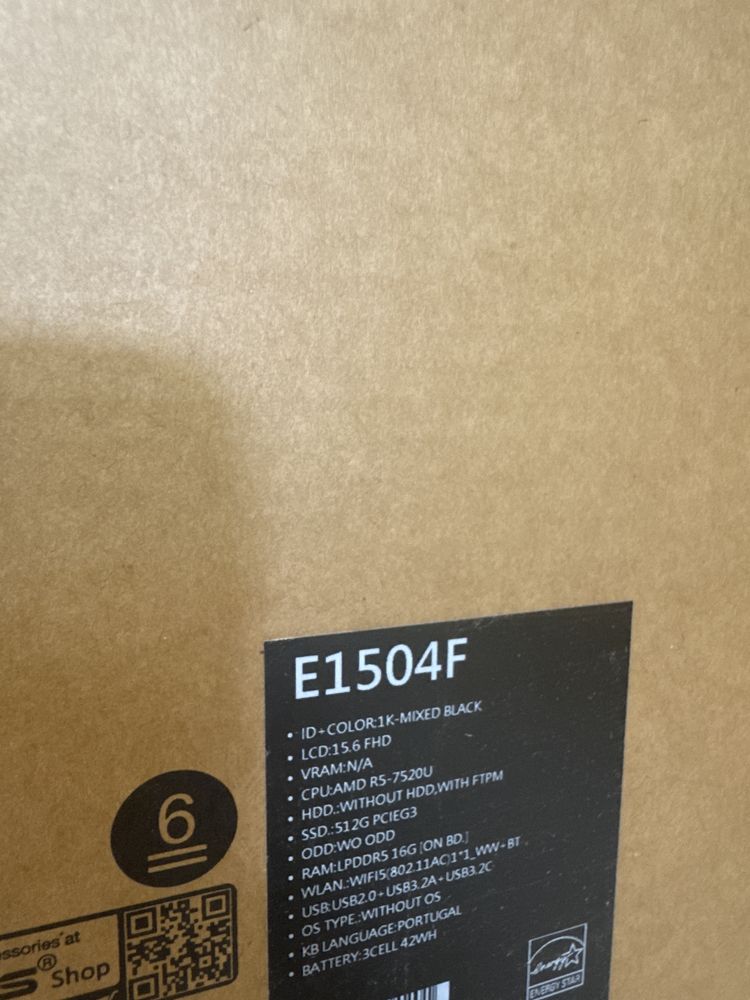 E1504F
• ID+COLOR:1K-MIXED BLACK
• LCD:15.6 FHD
• VRAM:N/A
• CPU:AMD R5-7520U
• HDD.:WITHOUT HDD,WITH FTPM
• SSD.:512G PCIEG3
• ODD:WO ODD
• RAM:LPDDR5 16G [ON BD.]
• WLAN.:WIFI5(802.11AC)1*1_WW+BT
• USB:USB2.0+USB3.2A+USB3.2C
• OS TYPE.:WITHOUT OS
• KB LANGUAGE:PORTUGAL
• BATTERY:3CELL 42WH
energy
ENERGY STAR
6
at
S® Shop